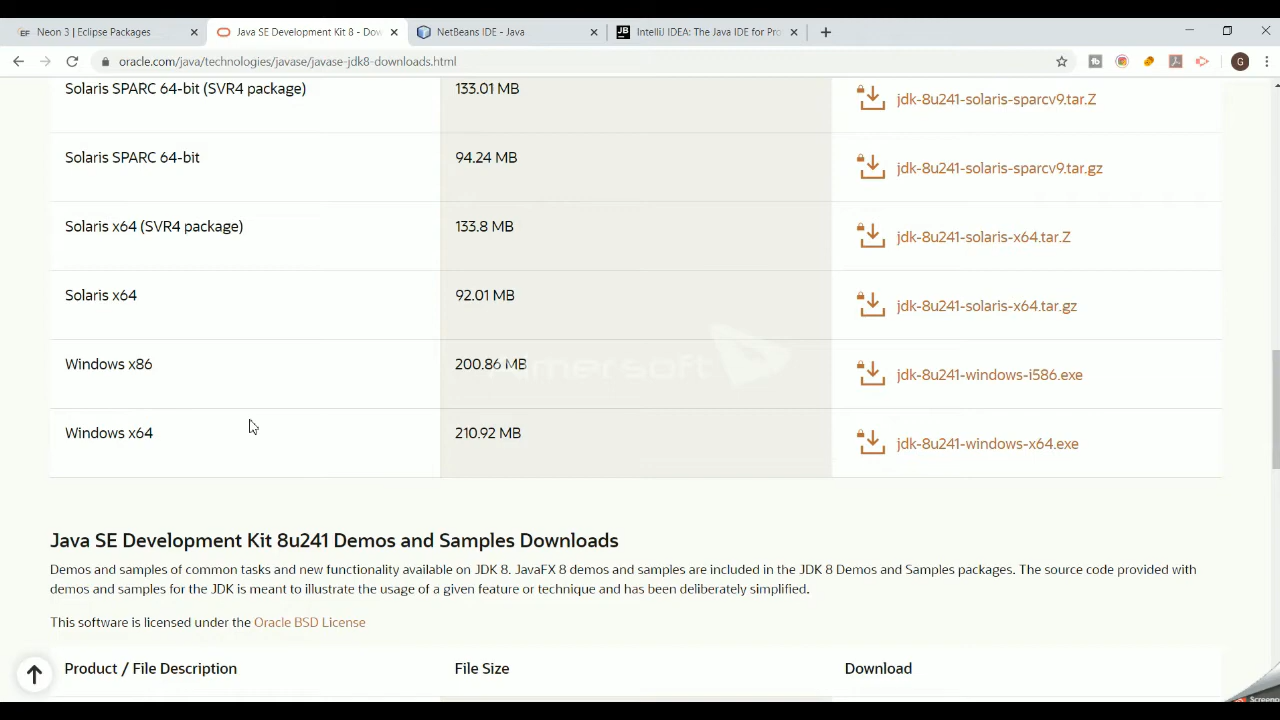 Neon 3 | Eclipse Packages
Java SE Development Kit 8 - Dow
NetBeans IDE - Java
IntelliJ IDEA: The Java IDE for Pro
oracle.com/java/technologies/javase/javase-jdk8-downloads.html
G
Solaris SPARC 64-bit (SVR4 package) 133.01 MB jdk-8u241-solaris-sparcv9.tar.Z
Solaris SPARC 64-bit 94.24 MB jdk-8u241-solaris-sparcv9.tar.gz
Solaris x64 (SVR4 package) 133.8 MB jdk-8u241-solaris-x64.tar.Z
Solaris x64 92.01 MB jdk-8u241-solaris-x64.tar.gz
Windows x86 200.86 MB jdk-8u241-windows-i586.exe
Windows x64 210.92 MB jdk-8u241-windows-x64.exe
Java SE Development Kit 8u241 Demos and Samples Downloads
Demos and samples of common tasks and new functionality available on JDK 8. JavaFX 8 demos and samples are included in the JDK 8 Demos and Samples packages. The source code provided with
demos and samples for the JDK is meant to illustrate the usage of a given feature or technique and has been deliberately simplified.
This software is licensed under the Oracle BSD License
Product / File Description File Size Download